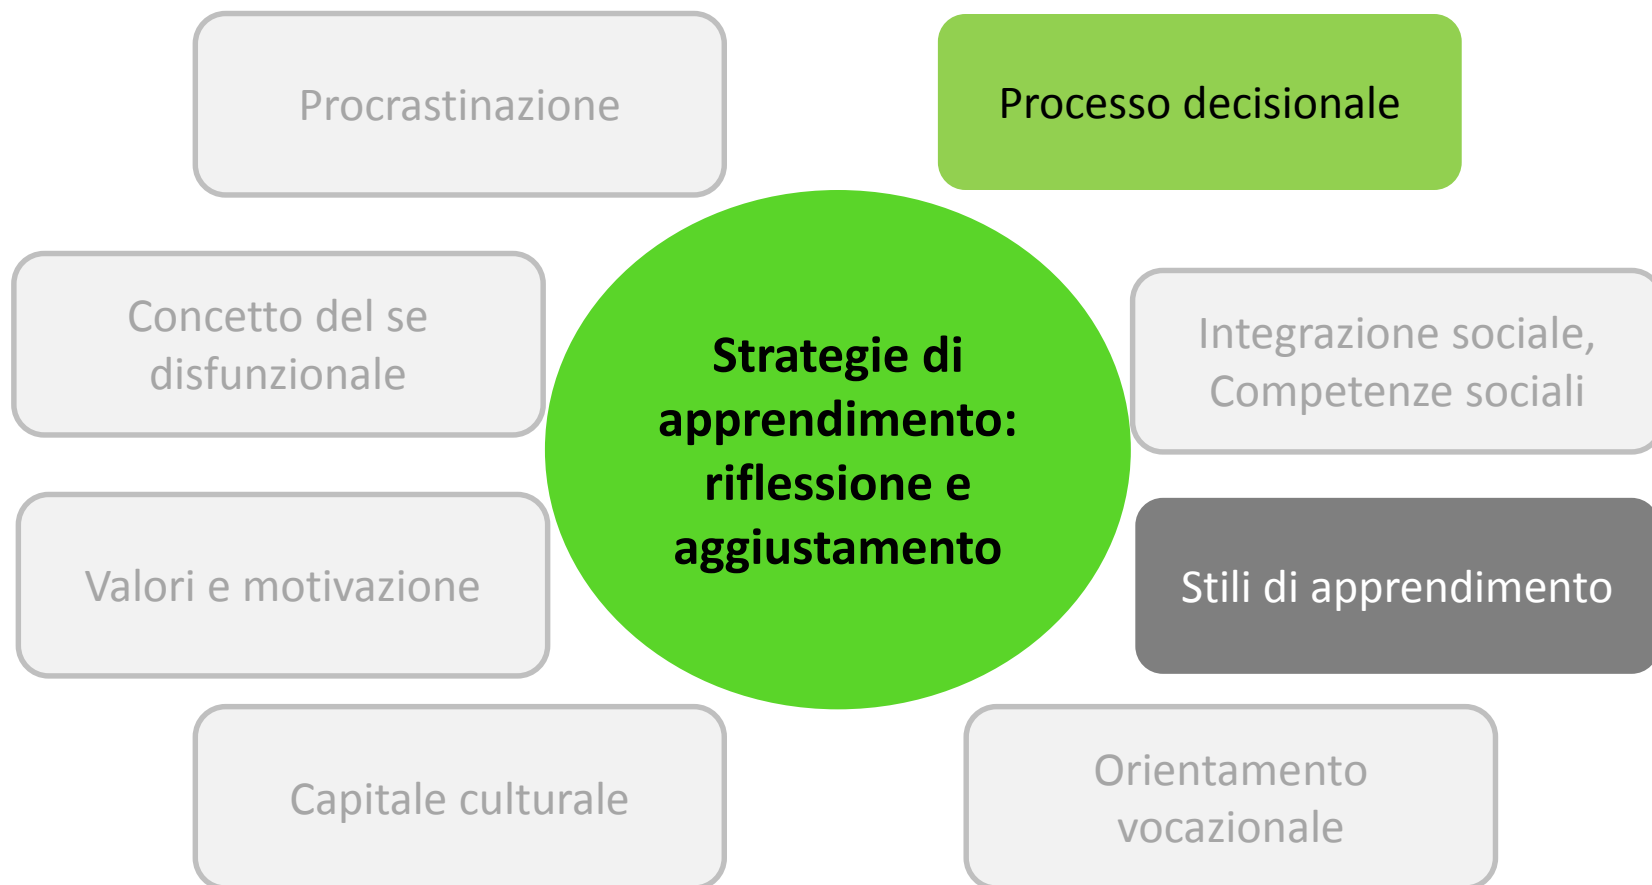 Procrastinazione
Processo decisionale
Concetto del se
disfunzionale
Strategie di
apprendimento:
riflessione e
aggiustamento
Integrazione sociale,
Competenze sociali
Valori e motivazione
Stili di apprendimento
Capitale culturale
Orientamento
vocazionale